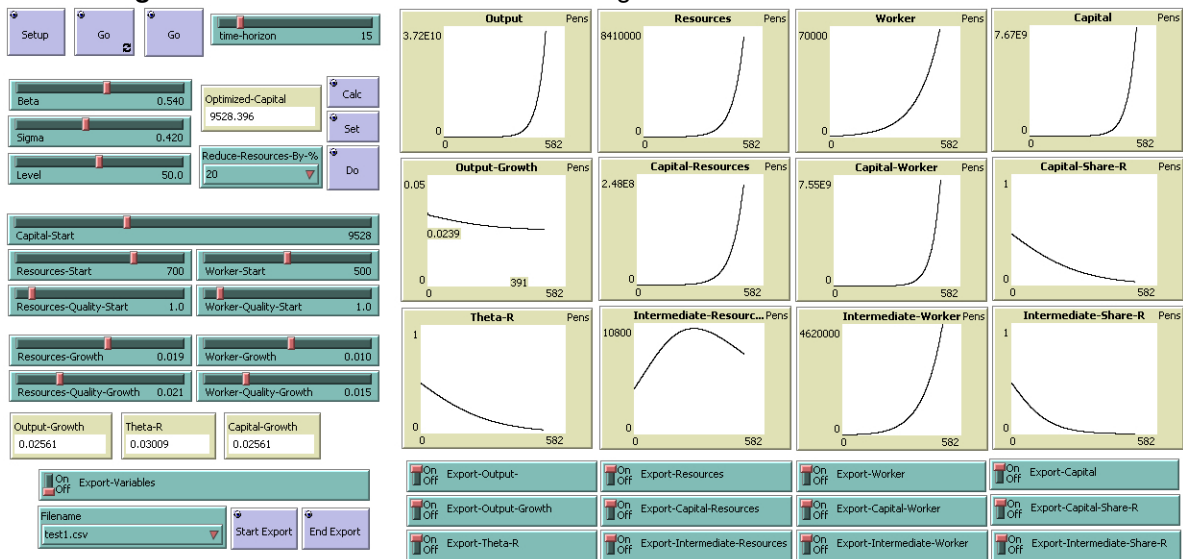 Setup
Go
Go
time-horizon 15
Beta 0.540
Sigma 0.420
Level 50.0
Optimized-Capital
9528.396
Reduce-Resources-By-%
20
Calc
Set
Do
Capital-Start 9528
Resources-Start 700
Worker-Start 500
Resources-Quality-Start 1.0
Worker-Quality-Start 1.0
Resources-Growth 0.019
Worker-Growth 0.010
Resources-Quality-Growth 0.021
Worker-Quality-Growth 0.015
Output-Growth
0.02561
Theta-R
0.03009
Capital-Growth
0.02561
On
Off
Export-Variables
Filename
test1.csv
Start Export
End Export
Output Pens
3.72E10
0
0 582
Resources Pens
8410000
0
0 582
Worker Pens
70000
0
0 582
Capital Pens
7.67E9
0
0 582
Output-Growth Pens
0.05
0.0239
391
0
0 582
Capital-Resources Pens
2.48E8
0
0 582
Capital-Worker Pens
7.55E9
0
0 582
Capital-Share-R Pens
1
0
0 582
Theta-R Pens
1
0
0 582
Intermediate-Resourc... Pens
10800
0
0 582
Intermediate-Worker Pens
4620000
0
0 582
Intermediate-Share-R Pens
1
0
0 582
On
Off
Export-Output-
On
Off
Export-Resources
On
Off
Export-Worker
On
Off
Export-Capital
On
Off
Export-Output-Growth
On
Off
Export-Capital-Resources
On
Off
Export-Capital-Worker
On
Off
Export-Capital-Share-R
On
Off
Export-Theta-R
On
Off
Export-Intermediate-Resources
On
Off
Export-Intermediate-Worker
On
Off
Export-Intermediate-Share-R